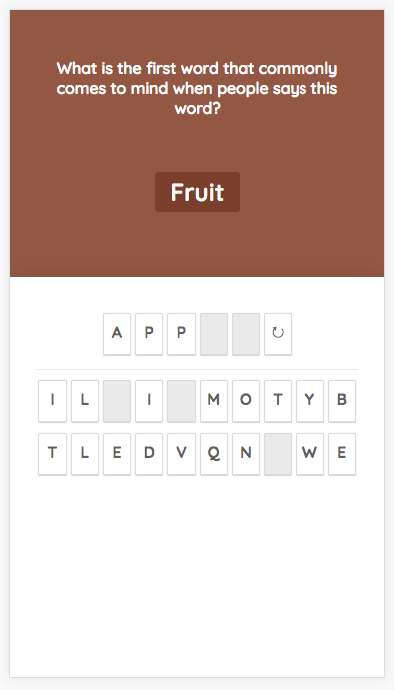 What is the first word that commonly
comes to mind when people says this
word?
Fruit
A P P ↻
I L I M O T Y B
T L E D V Q N W E